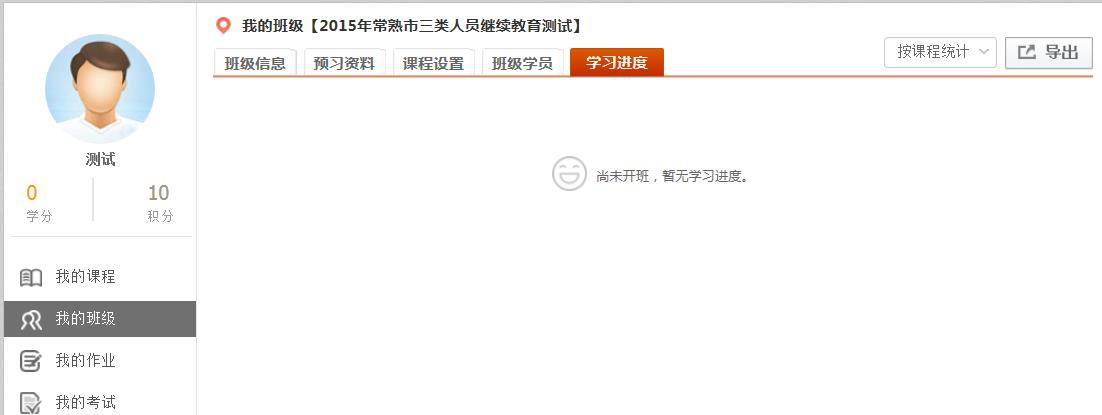 我的班级【2015年常熟市三类人员继续教育测试】
班级信息 预习资料 课程设置 班级学员 学习进度 按课程统计 导出
尚未开班，暂无学习进度。
测试
0 10
学分 积分
我的课程
我的班级
我的作业
我的考试